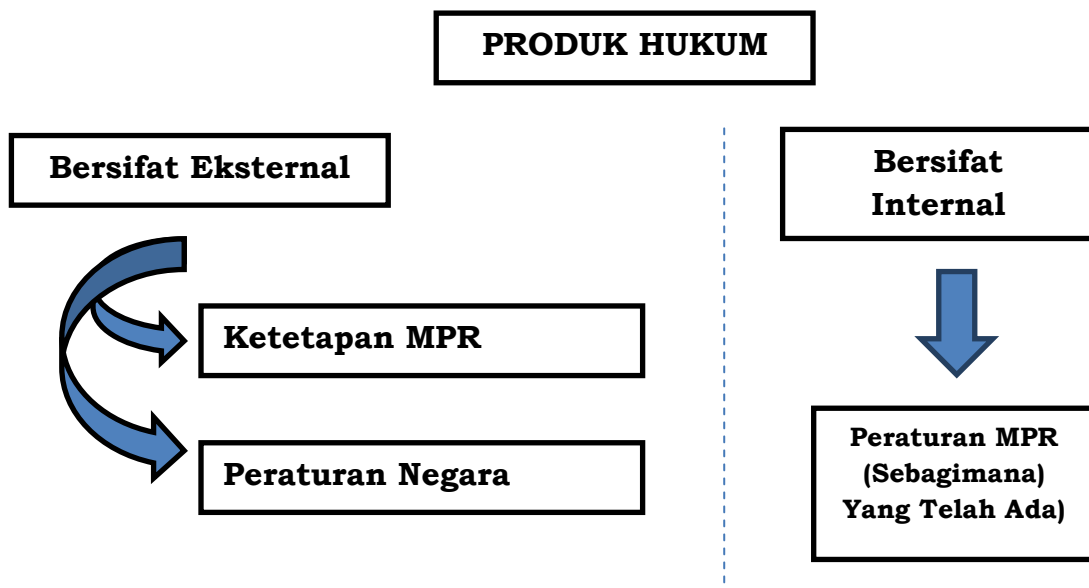 PRODUK HUKUM
Bersifat Eksternal
Ketetapan MPR
Peraturan Negara
Bersifat
Internal
Peraturan MPR
(Sebagimana)
Yang Telah Ada)